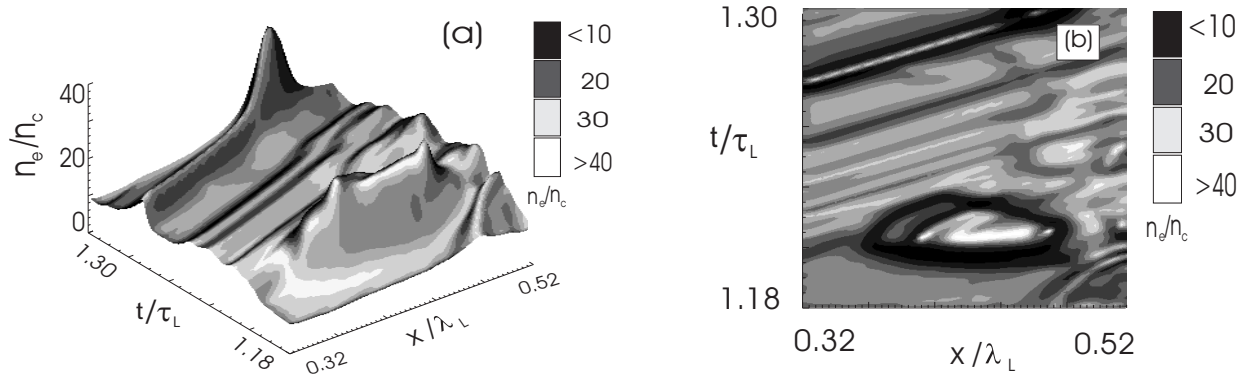 (a)
<10
20
30
>40
n_e/n_c
40
20
0
n_e/n_c
1.30
t/τ_L
1.18
0.32
x/λ_L
0.52
1.30
t/τ_L
1.18
0.32
x/λ_L
0.52
(b)
<10
20
30
>40
n_e/n_c